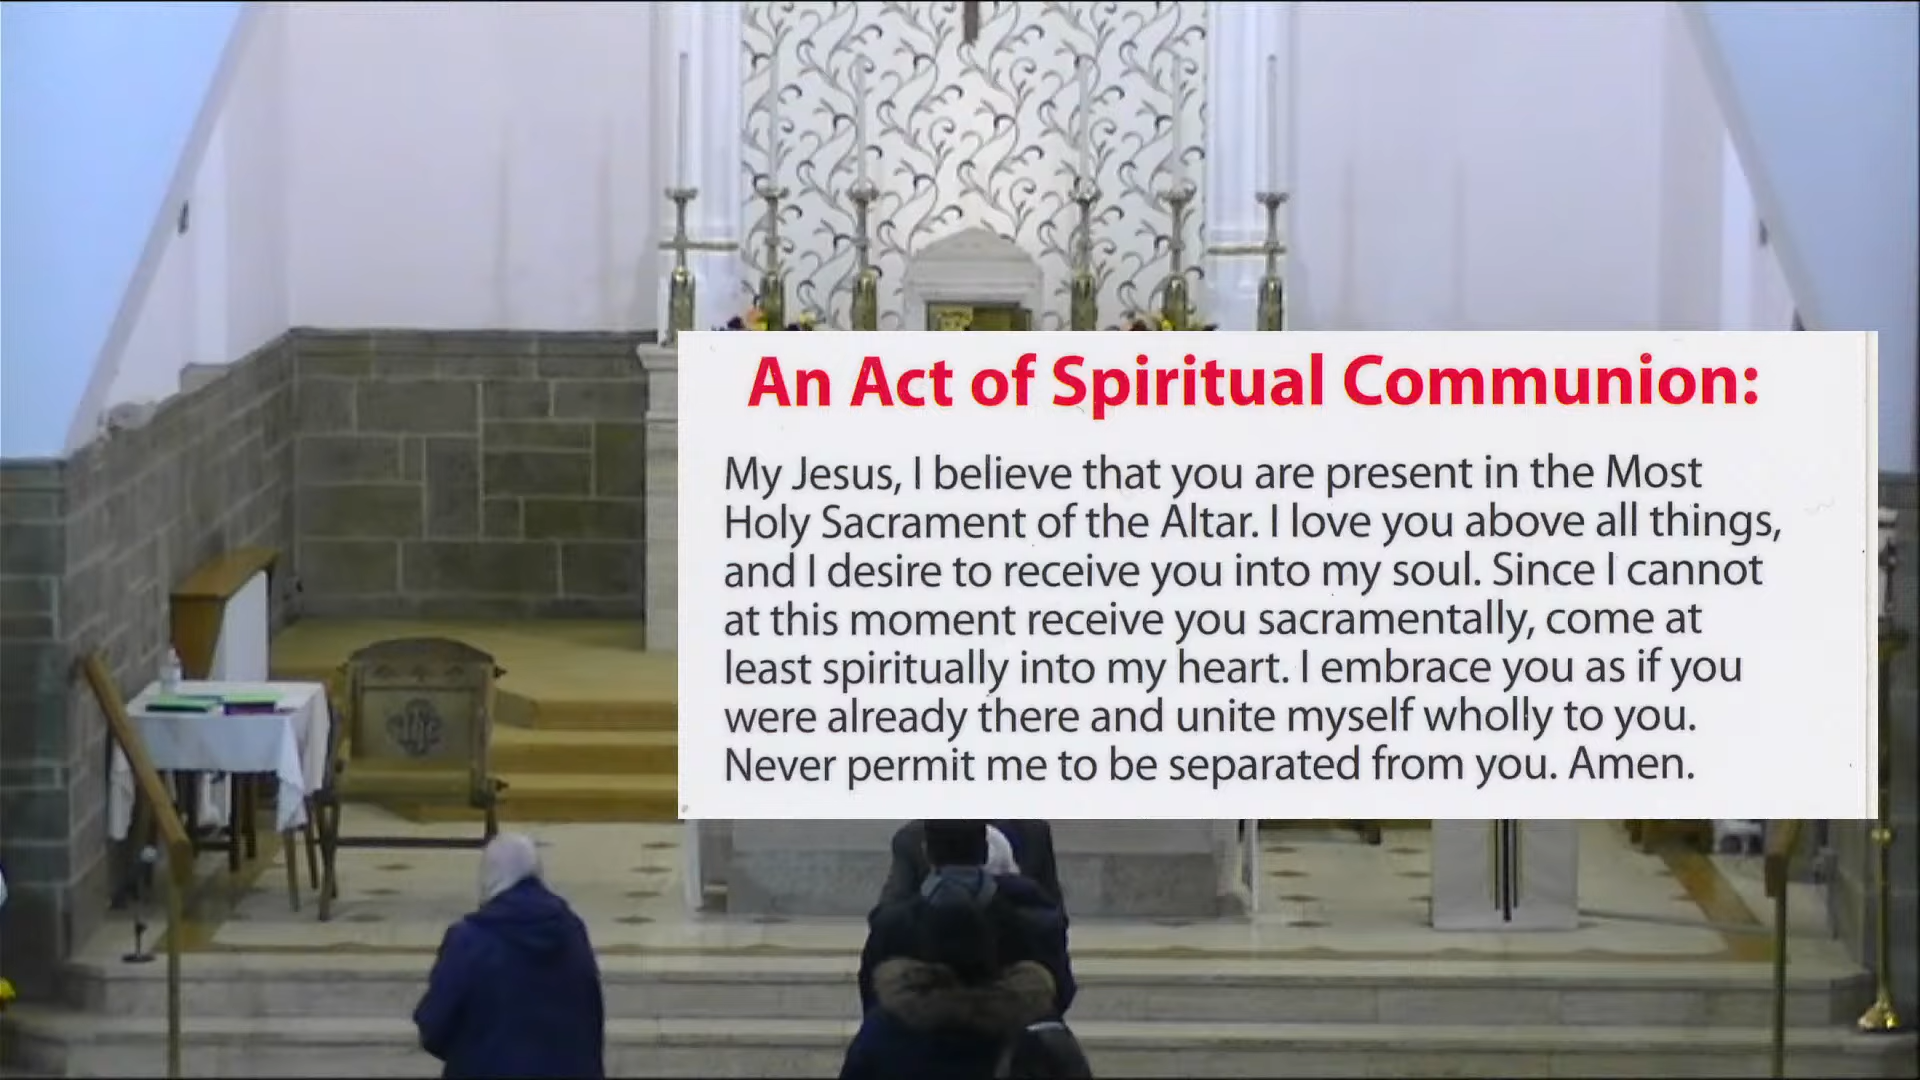 An Act of Spiritual Communion:
My Jesus, I believe that you are present in the Most
Holy Sacrament of the Altar. I love you above all things,
and I desire to receive you into my soul. Since I cannot
at this moment receive you sacramentally, come at
least spiritually into my heart. I embrace you as if you
were already there and unite myself wholly to you.
Never permit me to be separated from you. Amen.